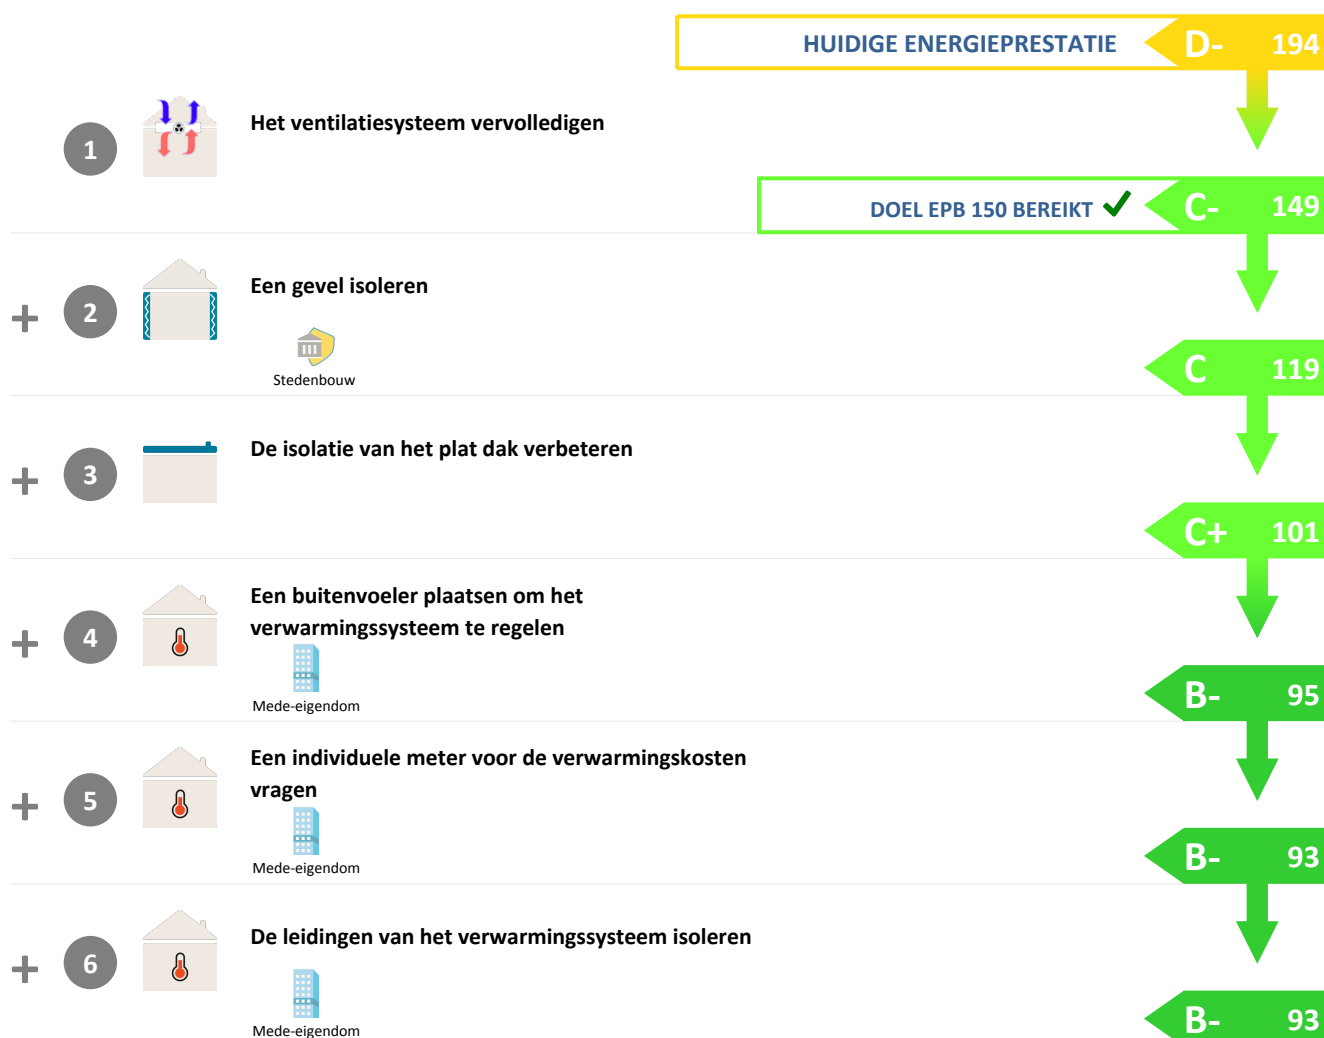 HUIDIGE ENERGIEPRESTATIE D- 194
1 Het ventilatiesysteem vervolledigen
DOEL EPB 150 BEREIKT ✔ C- 149
+ 2 Een gevel isoleren
Stedenbouw
C 119
+ 3 De isolatie van het plat dak verbeteren
C+ 101
Een buitenvoeler plaatsen om het
+ 4 verwarmingssysteem te regelen
Mede-eigendom
B- 95
Een individuele meter voor de verwarmingskosten
+ 5 vragen
Mede-eigendom
B- 93
+ 6 De leidingen van het verwarmingssysteem isoleren
Mede-eigendom
B- 93